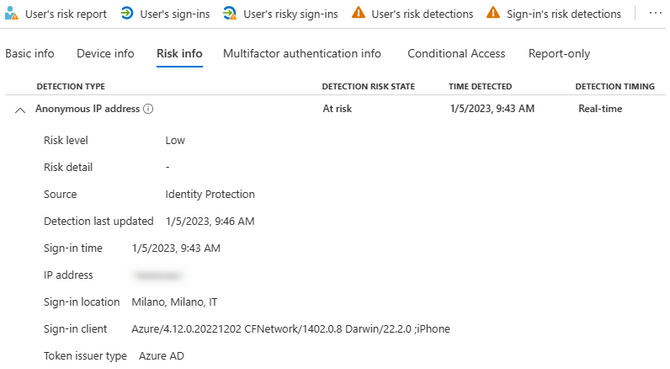 User's risk report User's sign-ins User's risky sign-ins User's risk detections Sign-in's risk detections ...
Basic info Device info Risk info Multifactor authentication info Conditional Access Report-only
DETECTION TYPE DETECTION RISK STATE TIME DETECTED DETECTION TIMING
Anonymous IP address At risk 1/5/2023, 9:43 AM Real-time
Risk level Low
Risk detail -
Source Identity Protection
Detection last updated 1/5/2023, 9:46 AM
Sign-in time 1/5/2023, 9:43 AM
IP address
Sign-in location Milano, Milano, IT
Sign-in client Azure/4.12.0.20221202 CFNetwork/1402.0.8 Darwin/22.2.0 ;iPhone
Token issuer type Azure AD